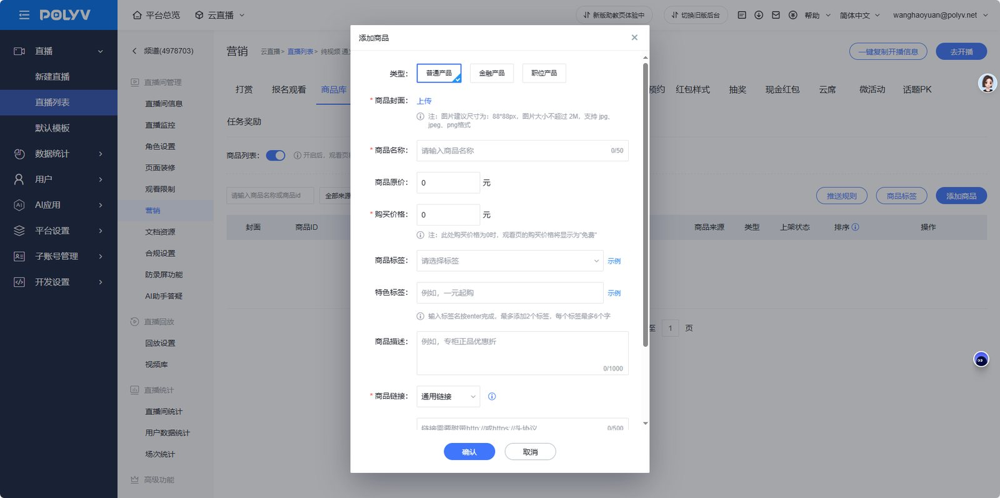 POLYV
平台总览
云直播
新版助教页体验中
切换旧版后台
帮助
简体中文
wanghaoyuan@polyv.net
直播
新建直播
直播列表
默认模板
数据统计
用户
AI应用
平台设置
子账号管理
开发设置
频道(4978703)
直播间管理
直播间信息
直播监控
角色设置
页面装修
观看限制
营销
文档资源
合规设置
防录屏功能
AI助手答疑
直播回放
回放设置
视频库
直播统计
直播间统计
用户数据统计
场次统计
高级功能
营销
云直播> 直播列表> 纯视频 通
一键复制开播信息
去开播
打赏
报名观看
商品库
预约
红包样式
抽奖
现金红包
云席
微活动
话题PK
任务奖励
商品列表：
开启后，观看页
请输入商品名称或商品id
全部来源
推送规则
商品标签
添加商品
封面
商品ID
商品来源
类型
上架状态
排序
操作
至
1
页
添加商品
类型：
普通产品
金融产品
职位产品
* 商品封面：
上传
注：图片建议尺寸为：88*88px，图片大小不超过 2M，支持 jpg、
jpeg、png格式
* 商品名称：
请输入商品名称
0/50
商品原价：
0
元
* 购买价格：
0
元
注：此处购买价格为0时，观看页的购买价格将显示为"免费"
商品标签：
请选择标签
示例
特色标签：
例如，一元起购
示例
输入标签名按enter完成，最多添加2个标签，每个标签最多6个字
商品描述：
例如，专柜正品优惠折
0/1000
* 商品链接：
通用链接
链接需要附带http://或https://头协议
0/500
确认
取消